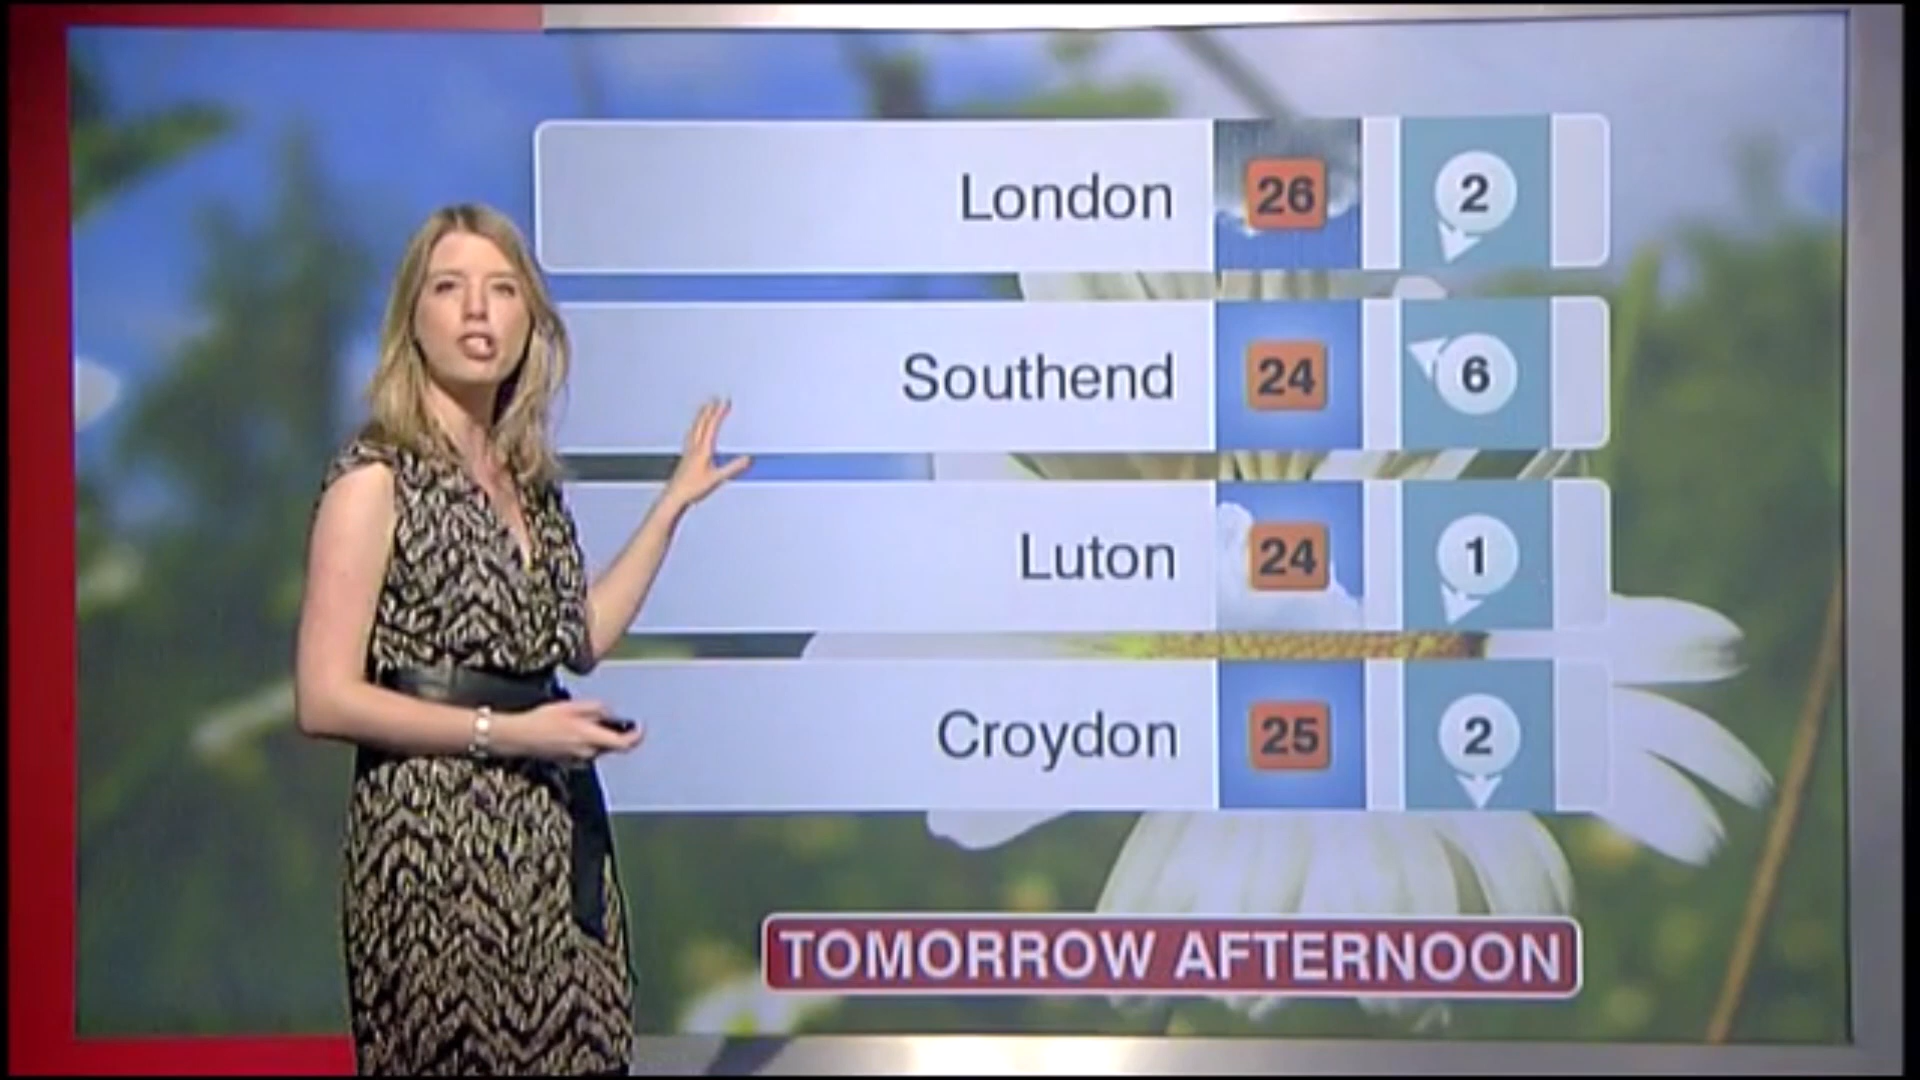 London 26 2
Southend 24 6
Luton 24 1
Croydon 25 2
TOMORROW AFTERNOON